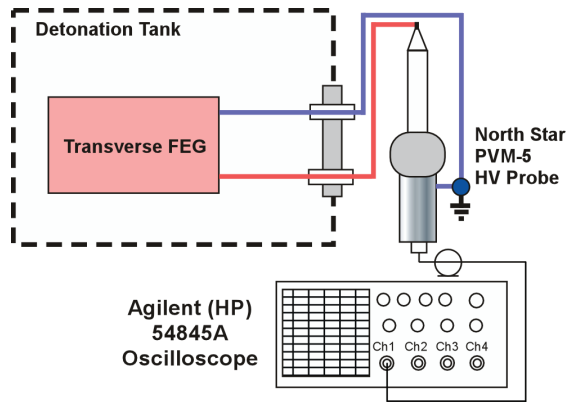 Detonation Tank
Transverse FEG
North Star
PVM-5
HV Probe
Agilent (HP)
54845A
Oscilloscope
Ch1 Ch2 Ch3 Ch4